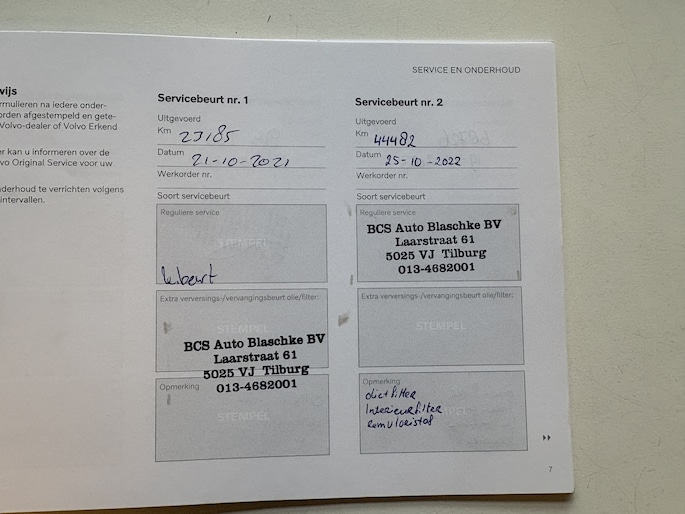 SERVICE EN ONDERHOUD
wijs
rmulieren na iedere onder-
orden afgestempeld en gete-
Volvo-dealer of Volvo Erkend
er kan u informeren over de
vo Original Service voor uw
nderhoud te verrichten volgens
intervallen.
Servicebeurt nr. 1
Uitgevoerd
Km
Datum 21-10-2021
Werkorder nr.
Soort servicebeurt
Reguliere service
STEMPEL
Extra verversings-/vervangingsbeurt olie/filter:
STEMPEL
BCS Auto Blaschke BV
Laarstraat 61
5025 VJ Tilburg
013-4682001
Opmerking
STEMPEL
Servicebeurt nr. 2
Uitgevoerd
Km 44482
Datum 25-10-2022
Werkorder nr.
Soort servicebeurt
Reguliere service
BCS Auto Blaschke BV
Laarstraat 61
5025 VJ Tilburg
013-4682001
Extra verversings-/vervangingsbeurt olie/filter:
STEMPEL
Opmerking
oliefilter
Interieurfilter
remvloeistof
7